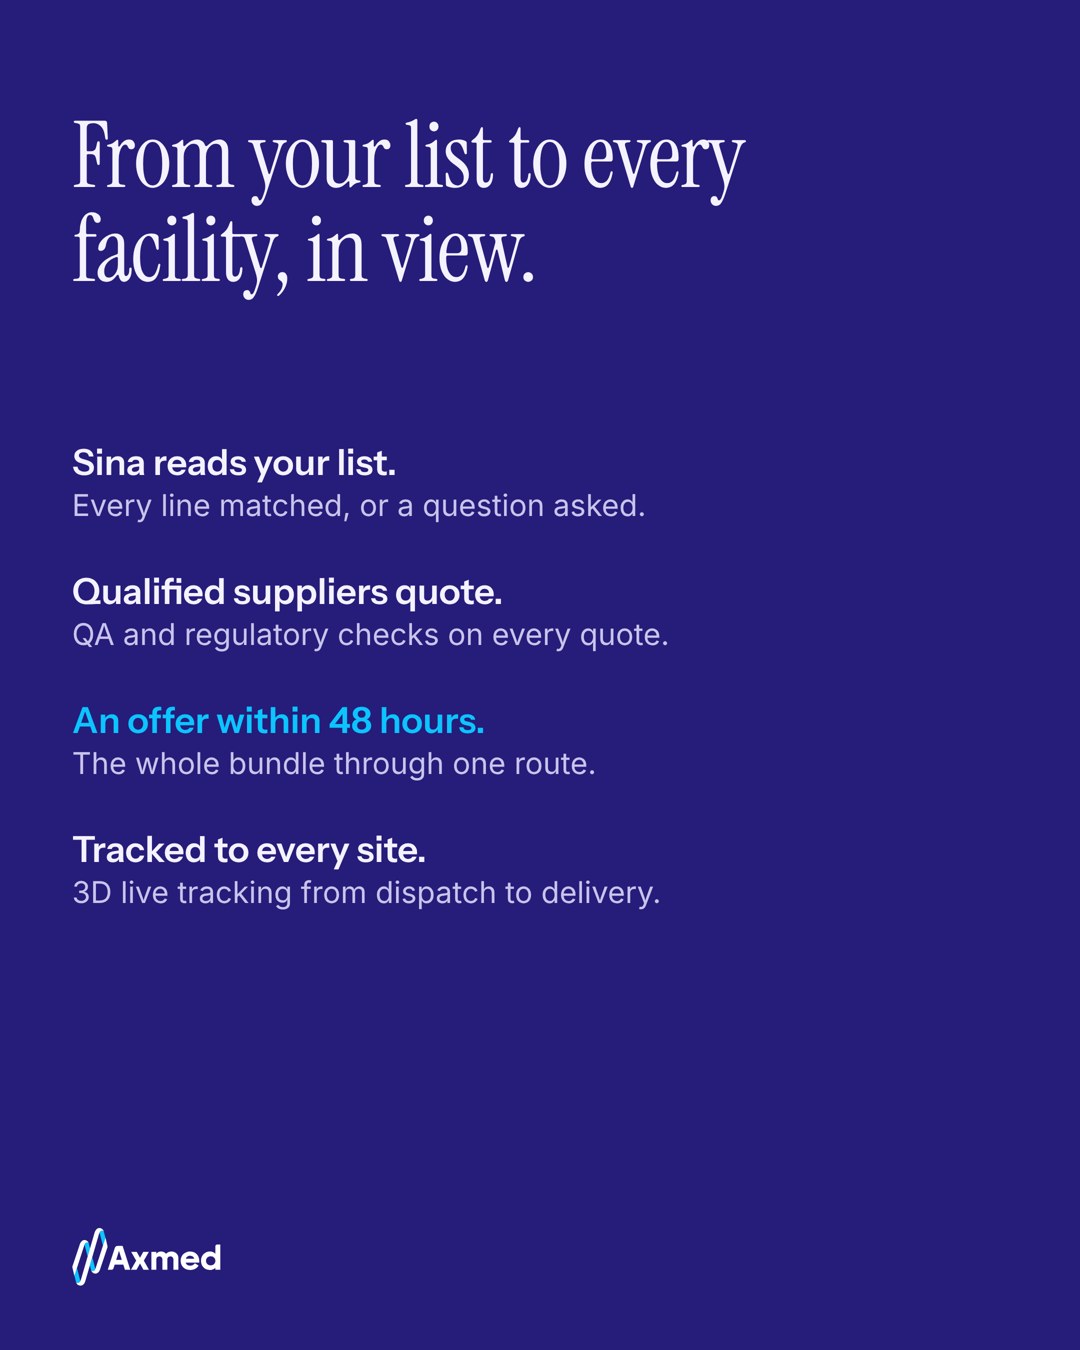 From your list to every
facility, in view.
Sina reads your list.
Every line matched, or a question asked.
Qualified suppliers quote.
QA and regulatory checks on every quote.
An offer within 48 hours.
The whole bundle through one route.
Tracked to every site.
3D live tracking from dispatch to delivery.
Axmed